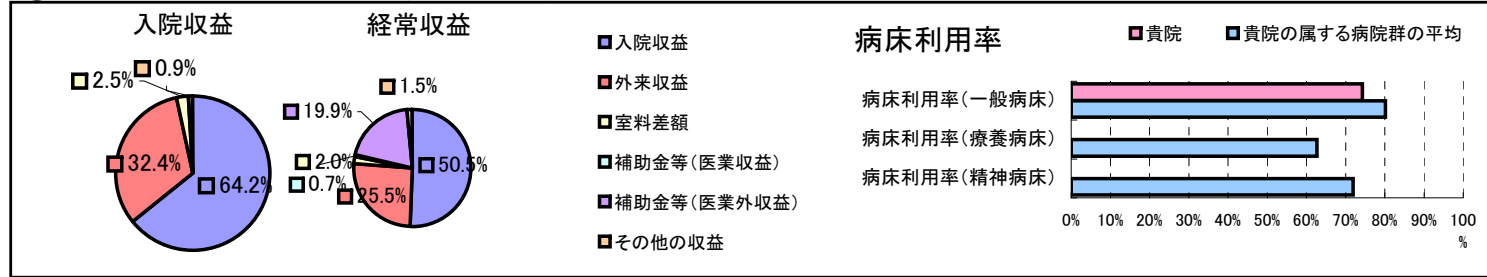 入院収益
2.5%
0.9%
32.4%
64.2%
経常収益
1.5%
19.9%
2.0%
0.7%
25.5%
50.5%
入院収益
外来収益
室料差額
補助金等(医業収益)
補助金等(医業外収益)
その他の収益
病床利用率
貴院
貴院の属する病院群の平均
病床利用率(一般病床)
病床利用率(療養病床)
病床利用率(精神病床)
0% 10% 20% 30% 40% 50% 60% 70% 80% 90% 100
%